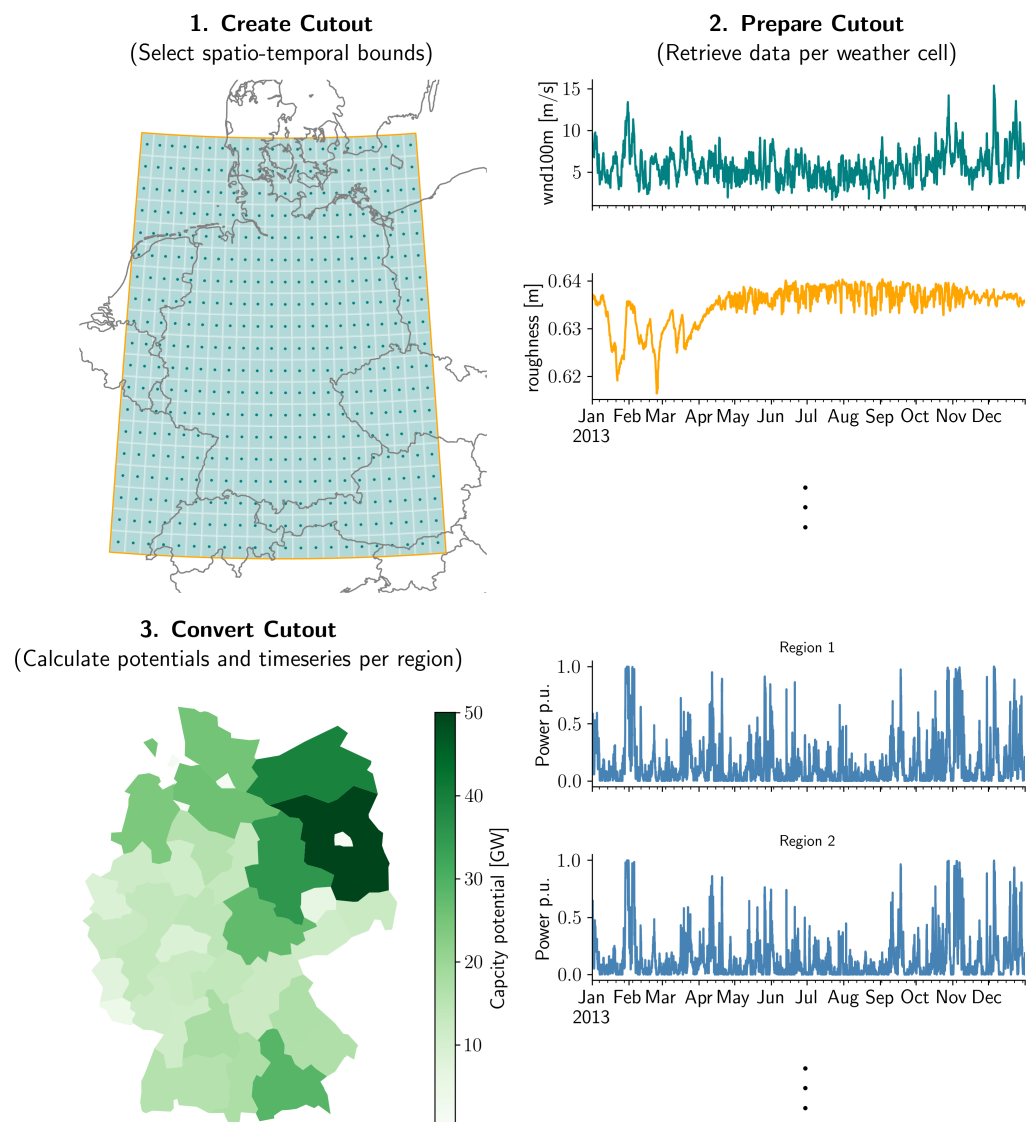 1. Create Cutout
(Select spatio-temporal bounds)
2. Prepare Cutout
(Retrieve data per weather cell)
wnd100m [m/s]
15
10
5
roughness [m]
0.64
0.63
0.62
Jan Feb Mar Apr May Jun Jul Aug Sep Oct Nov Dec
2013
3. Convert Cutout
(Calculate potentials and timeseries per region)
50
40
30
20
10
Capcity potential [GW]
Region 1
Power p.u.
1.0
0.5
0.0
Region 2
Power p.u.
1.0
0.5
0.0
Jan Feb Mar Apr May Jun Jul Aug Sep Oct Nov Dec
2013